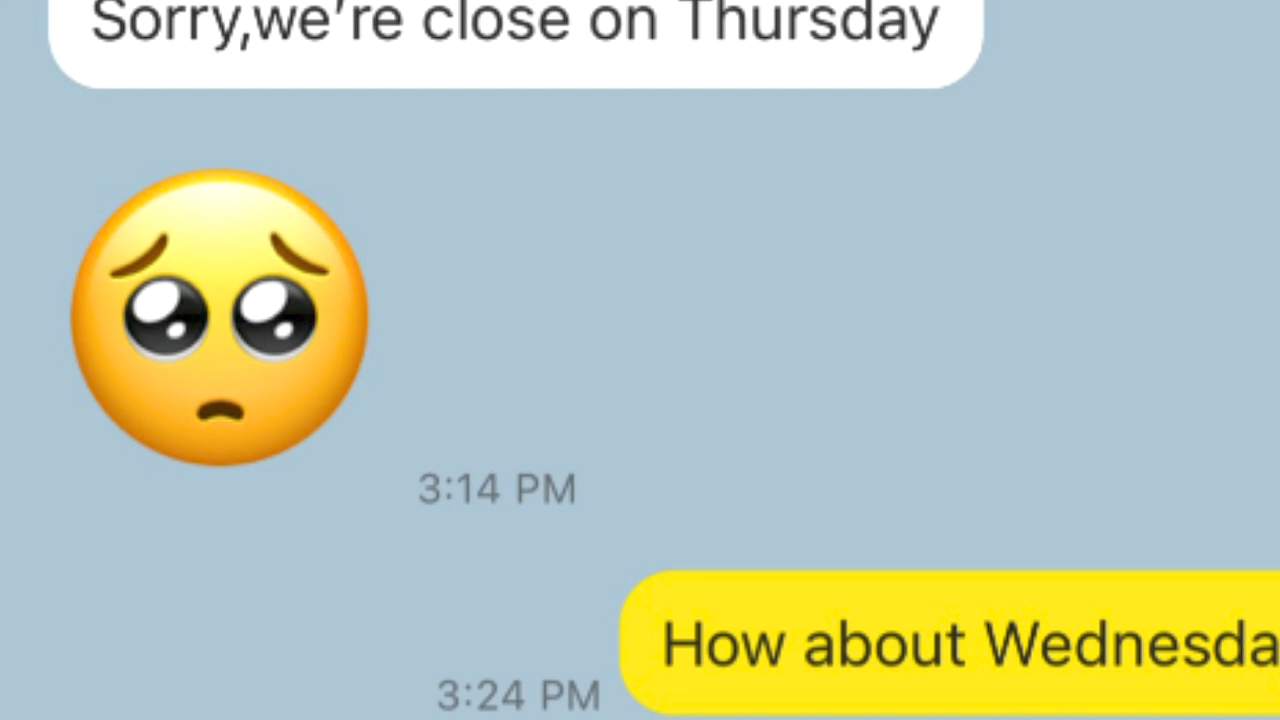 Sorry,we're close on Thursday
🥺
3:14 PM
How about Wednesda
3:24 PM